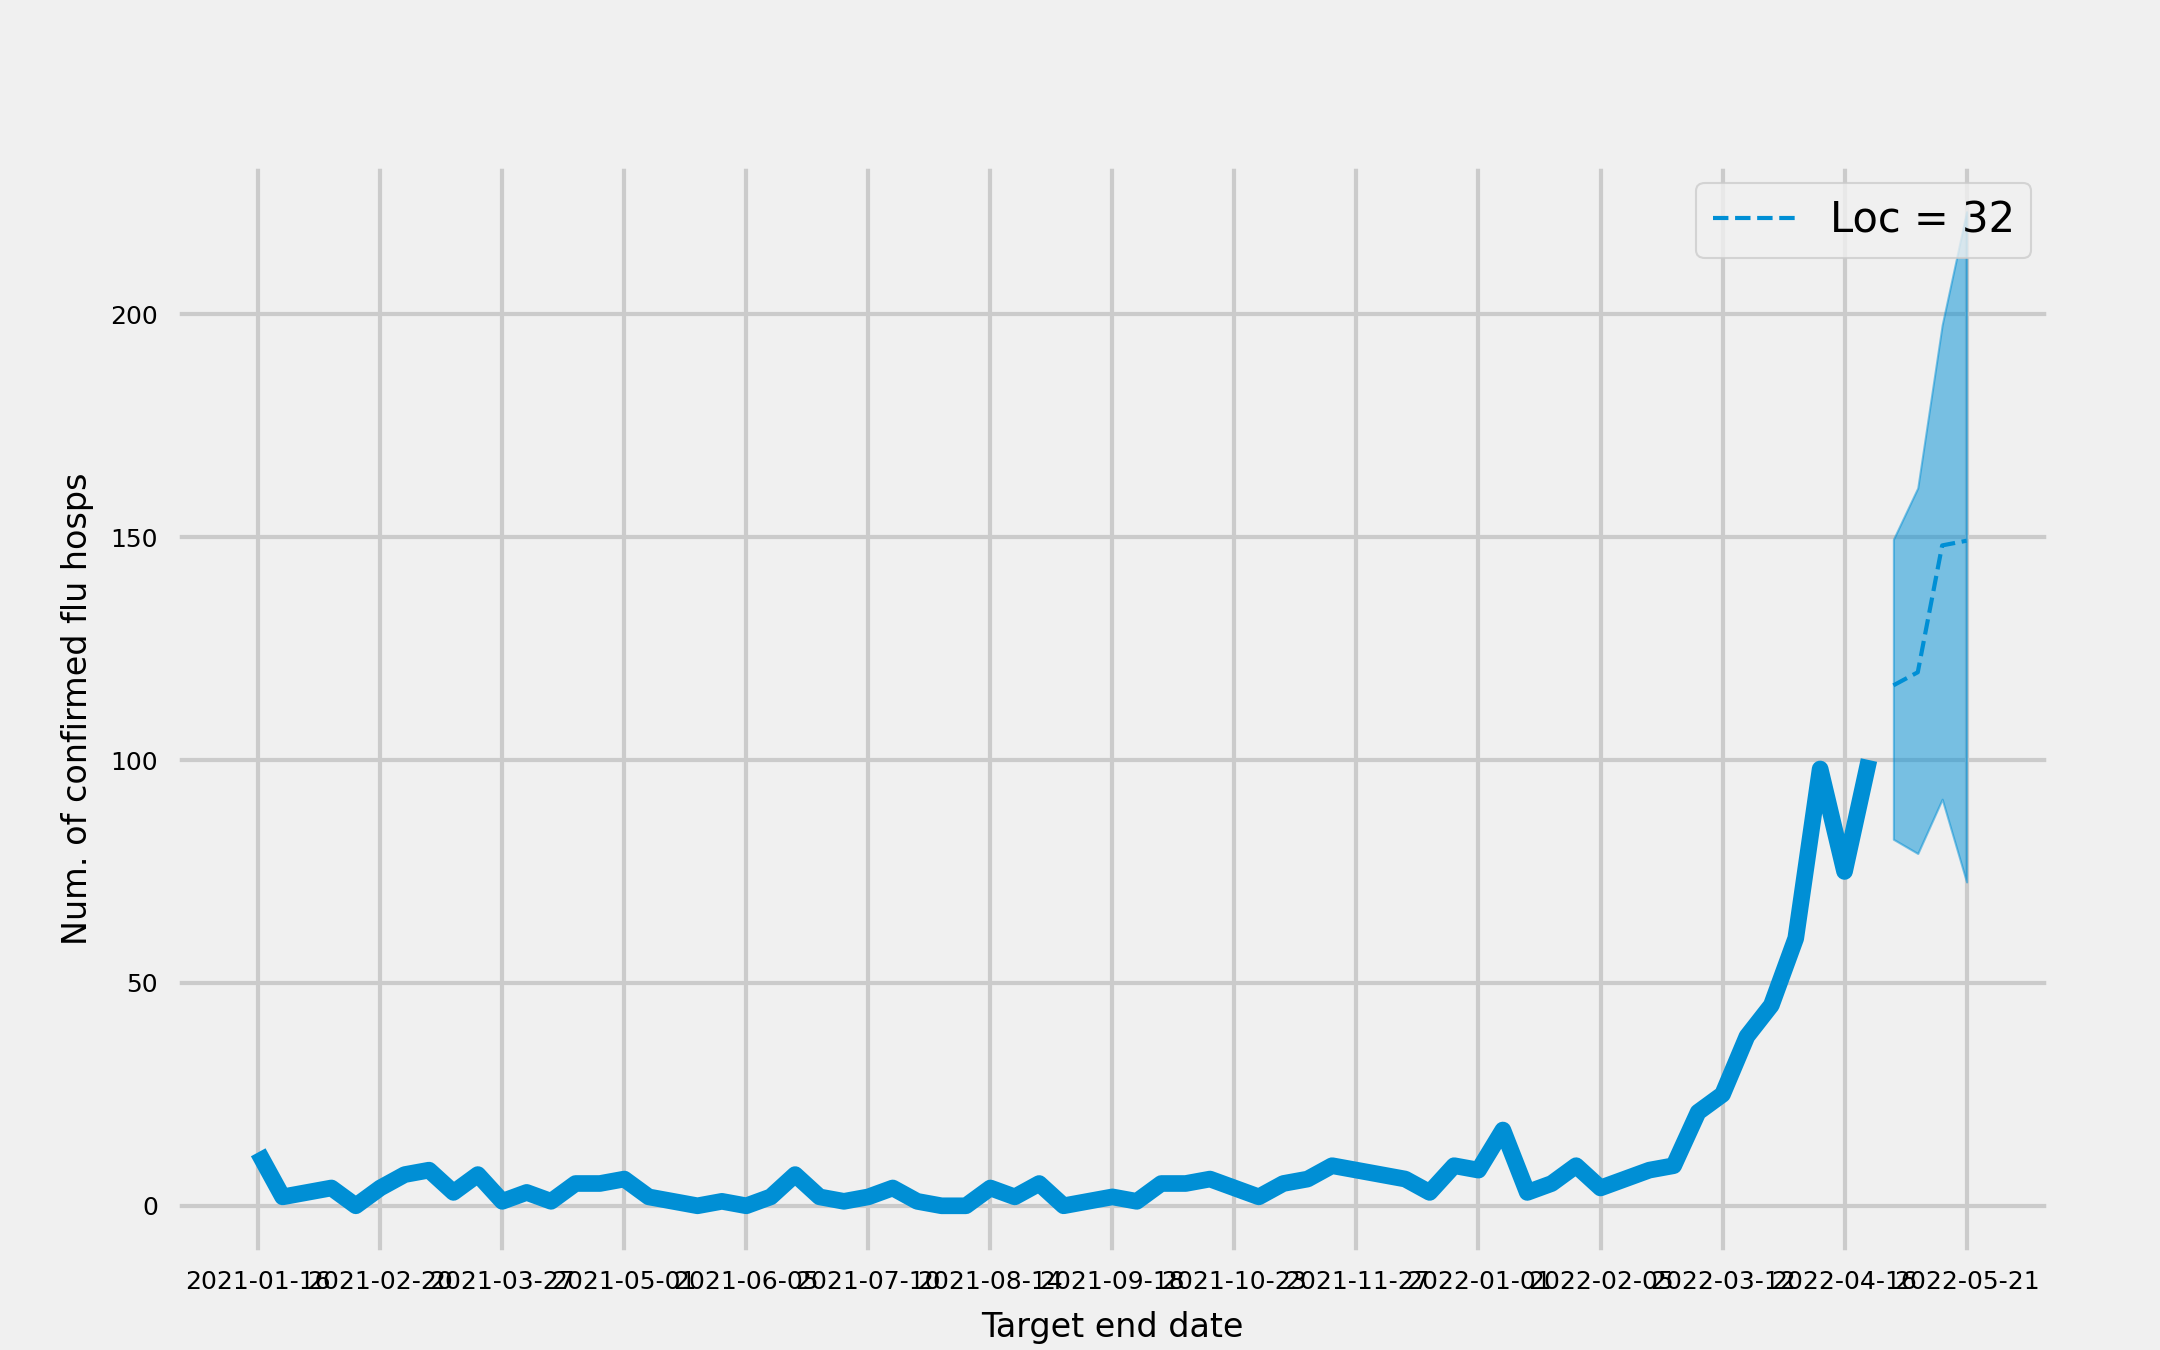 Loc = 32
Num. of confirmed flu hosps
200
150
100
50
0
2021-01-16 2021-02-20 2021-03-27 2021-05-01 2021-06-05 2021-07-10 2021-08-14 2021-09-18 2021-10-23 2021-11-27 2022-01-01 2022-02-05 2022-03-12 2022-04-16 2022-05-21
Target end date